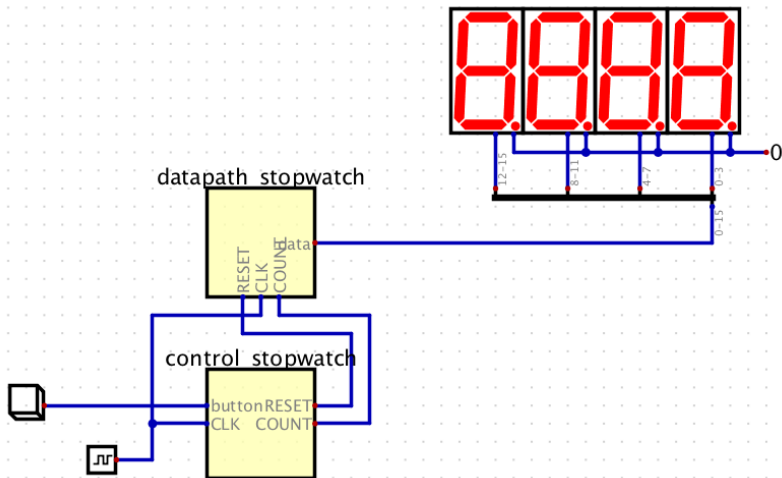 0
12-15
8-11
4-7
0-3
0-15
datapath_stopwatch
data
RESET
CLK
COUNT
control_stopwatch
button RESET
CLK COUNT